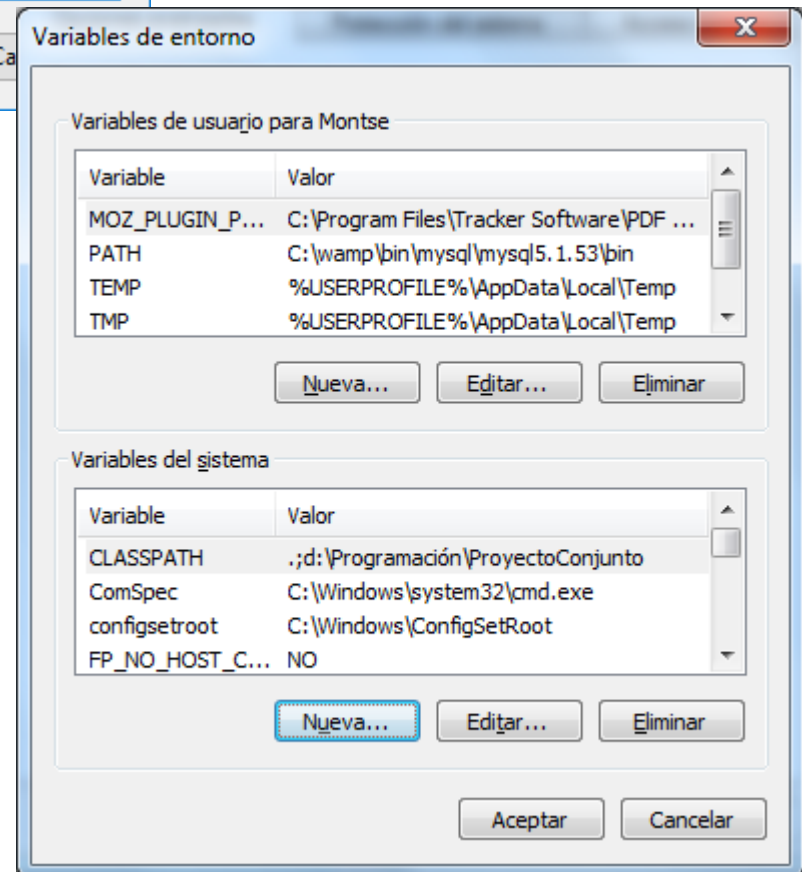 Variables de entorno
Ca
Variables de usuario para Montse
Variable Valor
MOZ_PLUGIN_P... C:\Program Files\Tracker Software\PDF ...
PATH C:\wamp\bin\mysql\mysql5.1.53\bin
TEMP %USERPROFILE%\AppData\Local\Temp
TMP %USERPROFILE%\AppData\Local\Temp
Nueva... Editar... Eliminar
Variables del sistema
Variable Valor
CLASSPATH .;d:\Programación\ProyectoConjunto
ComSpec C:\Windows\system32\cmd.exe
configsetroot C:\Windows\ConfigSetRoot
FP_NO_HOST_C... NO
Nueva... Editar... Eliminar
Aceptar Cancelar